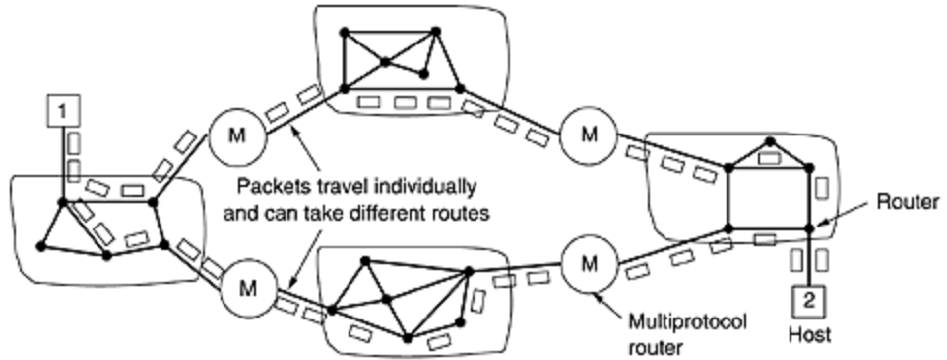 1
M
M
Packets travel individually
and can take different routes
Router
M
M
2
Multiprotocol
router
Host